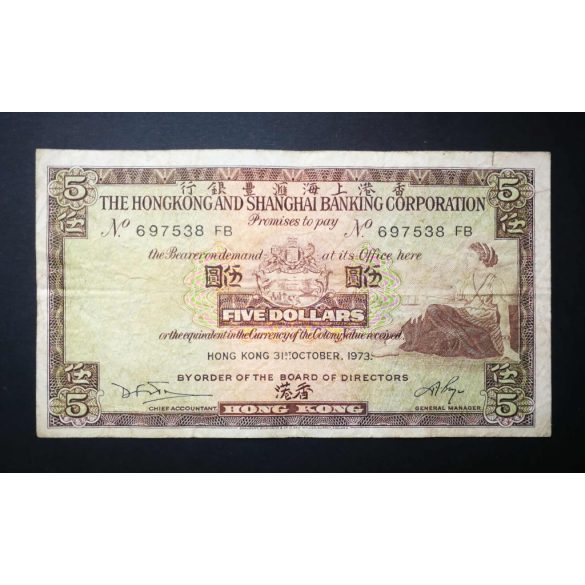 5 行銀豐滙海上港香 5
伍 THE HONGKONG AND SHANGHAI BANKING CORPORATION 伍
Nº 697538 FB Promises to pay Nº 697538 FB
the Bearer on demand at its Office here
圓伍 圓伍
FIVE DOLLARS
or the equivalent in the Currency of the Colony Value received
HONG KONG 31ST OCTOBER, 1973.
BY ORDER OF THE BOARD OF DIRECTORS
伍 港香 伍
5 CHIEF ACCOUNTANT HONG KONG GENERAL MANAGER 5